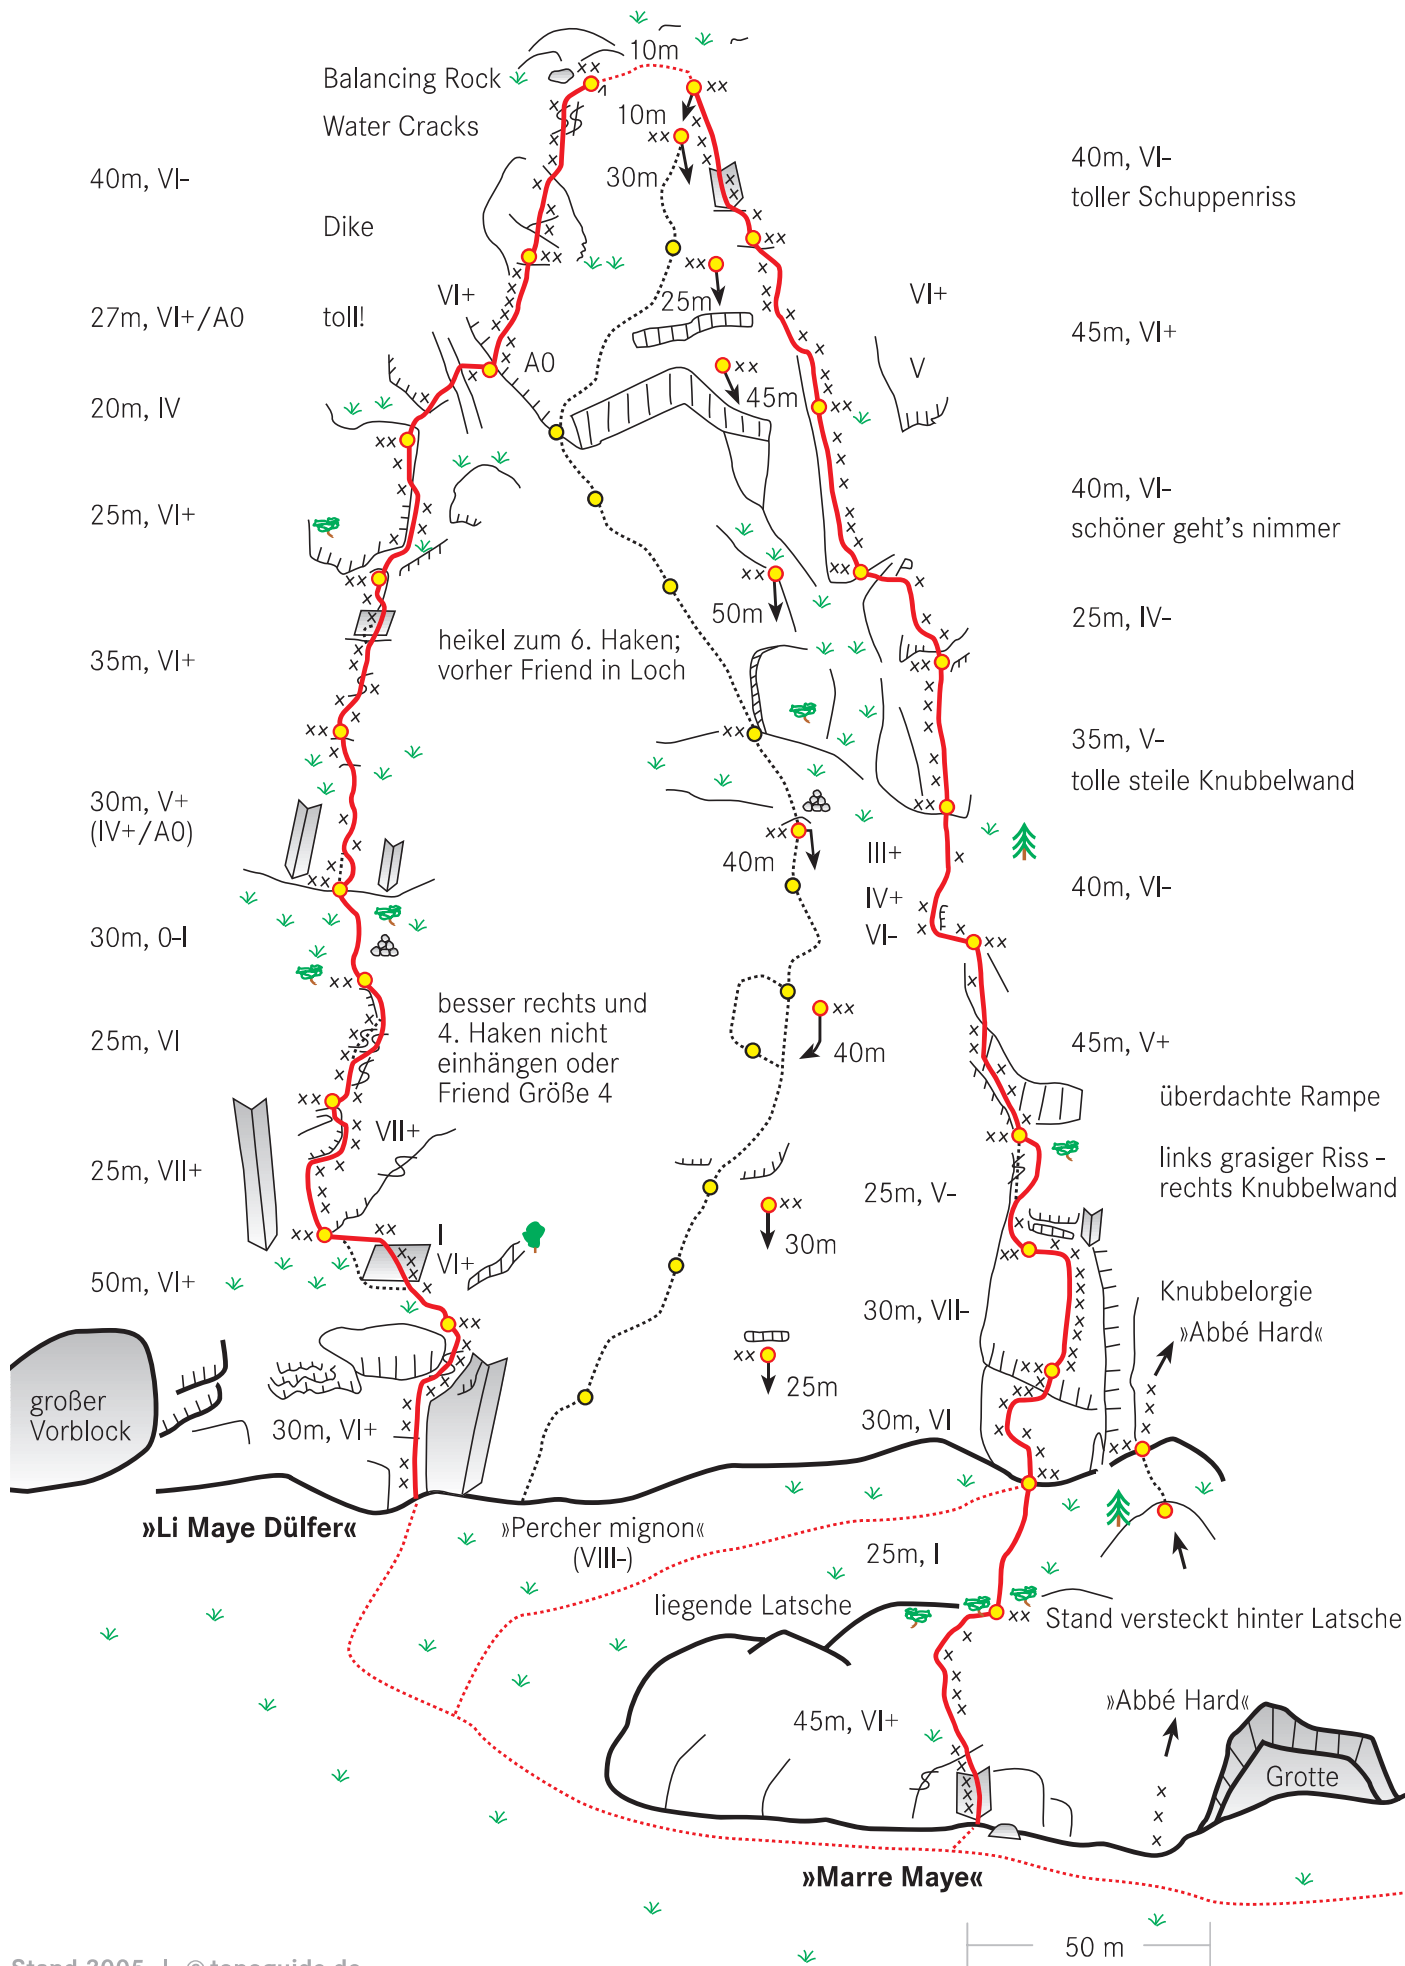 10m
Balancing Rock
Water Cracks
10m
40m, VI-
30m
40m, VI-
toller Schuppenriss
Dike
VI+
25m
VI+
27m, VI+/A0
toll!
45m, VI+
A0
V
20m, IV
45m
25m, VI+
40m, VI-
schöner geht's nimmer
50m
25m, IV-
heikel zum 6. Haken;
vorher Friend in Loch
35m, VI+
35m, V-
tolle steile Knubbelwand
30m, V+
(IV+/A0)
40m
III+
IV+
VI-
40m, VI-
30m, 0-I
besser rechts und
4. Haken nicht
einhängen oder
Friend Größe 4
25m, VI
40m
45m, V+
überdachte Rampe
VII+
25m, VII+
links grasiger Riss -
rechts Knubbelwand
25m, V-
I
VI+
30m
50m, VI+
30m, VII-
Knubbelorgie
»Abbé Hard«
großer
Vorblock
25m
30m, VI+
30m, VI
»Li Maye Dülfer«
»Percher mignon«
(VIII-)
25m, I
liegende Latsche
Stand versteckt hinter Latsche
»Abbé Hard«
45m, VI+
Grotte
»Marre Maye«
50 m
Stand 2005 | © topoguide.de